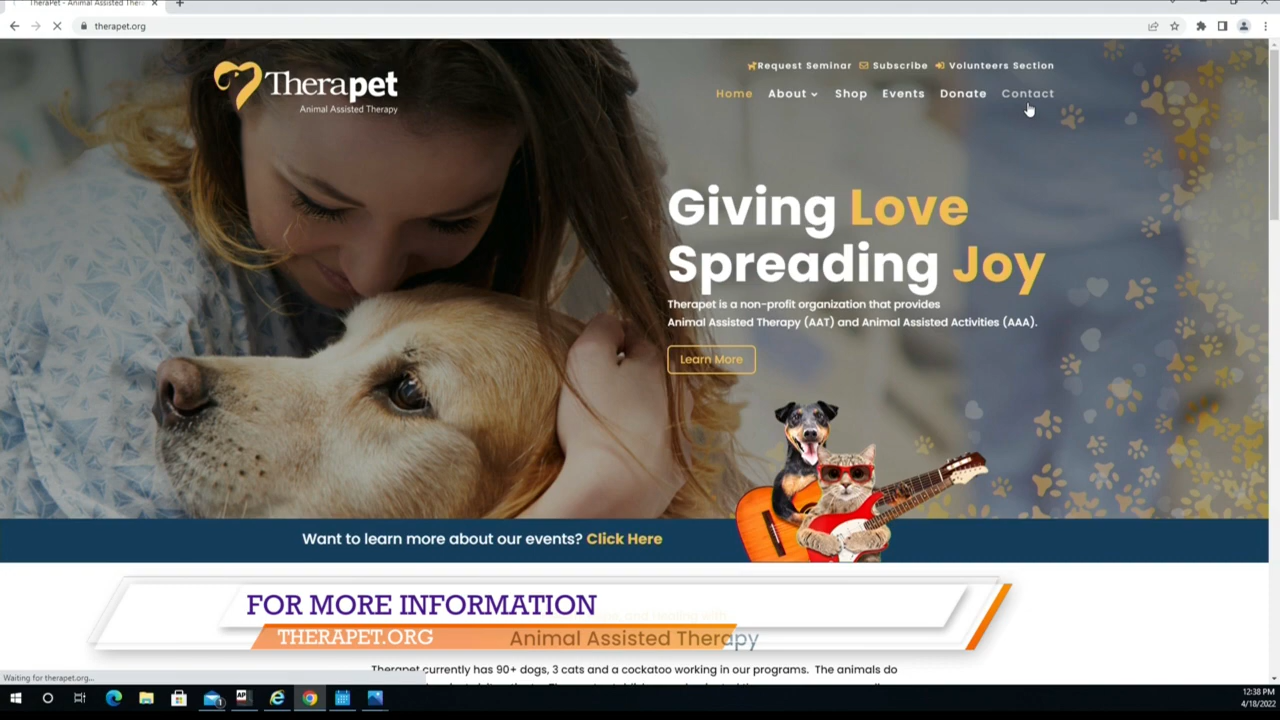 TheraPet - Animal Assisted Thera
therapet.org
Request Seminar Subscribe Volunteers Section
Therapet
Animal Assisted Therapy
Home About Shop Events Donate Contact
Giving Love
Spreading Joy
Therapet is a non-profit organization that provides
Animal Assisted Therapy (AAT) and Animal Assisted Activities (AAA).
Learn More
Want to learn more about our events? Click Here
FOR MORE INFORMATION
THERAPET.ORG
Animal Assisted Therapy
Therapet currently has 90+ dogs, 3 cats and a cockatoo working in our programs. The animals do
Waiting for therapet.org...
12:38 PM
4/18/2022